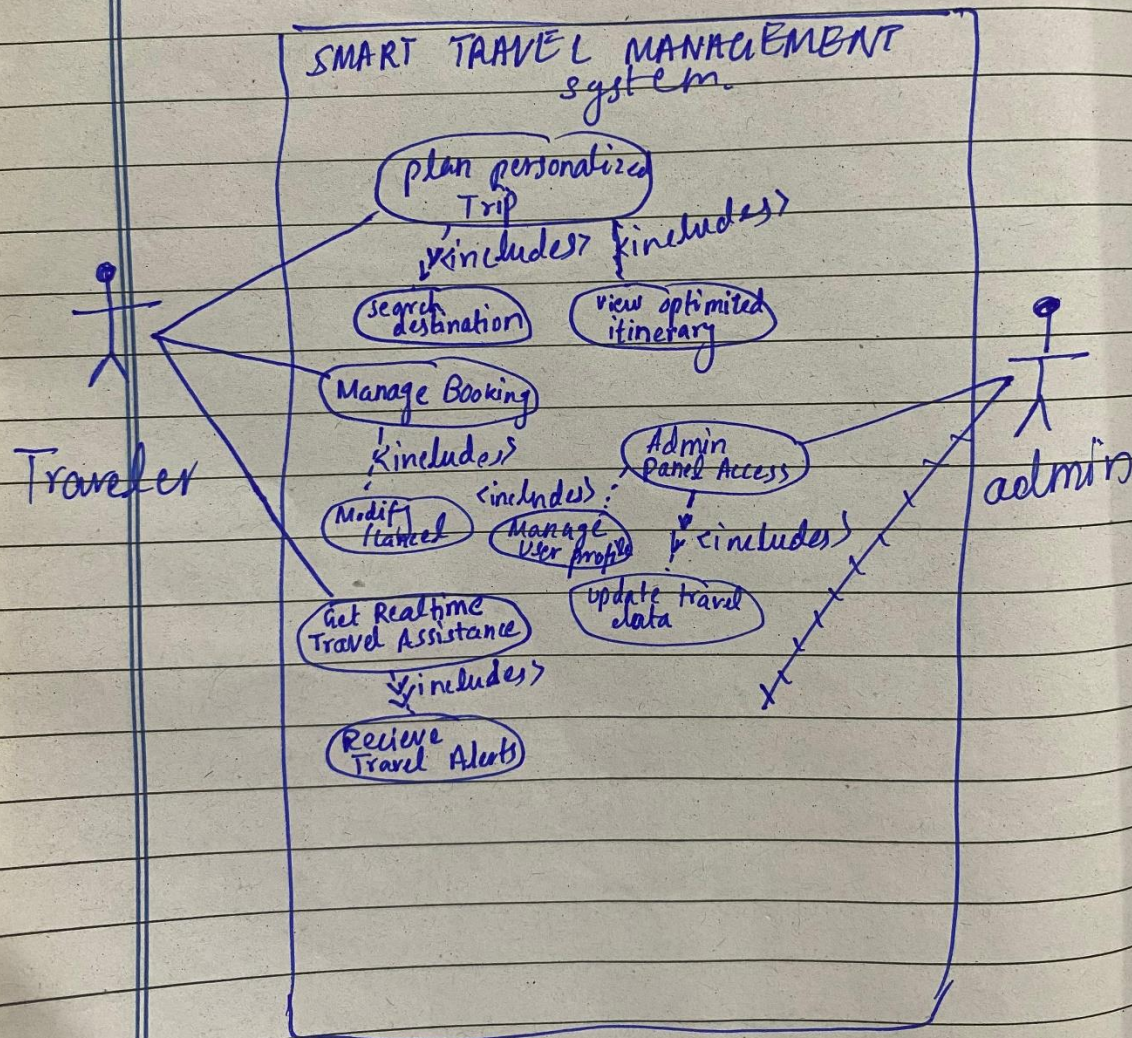 SMART TRAVEL MANAGEMENT
system.
plan personalized
Trip
<includes>
<includes>
search
destination
view optimized
itinerary
Manage Booking
<includes>
Modify
/cancel
Traveler
Admin
Panel Access
admin
<includes>
Manage
User profile
<includes>
update travel
data
Get Realtime
Travel Assistance
<includes>
Recieve
Travel Alerts